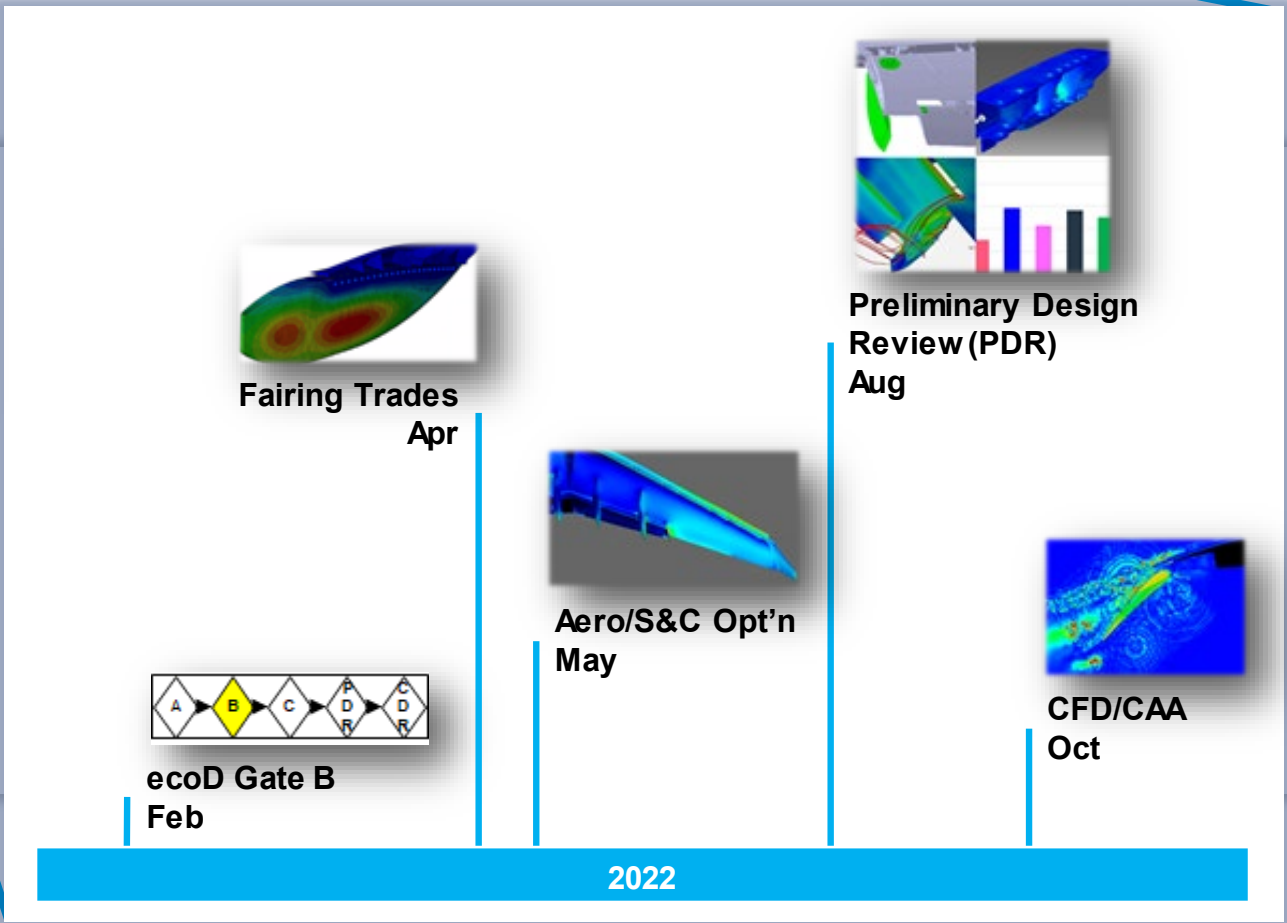 Preliminary Design
Review (PDR)
Aug
Fairing Trades
Apr
Aero/S&C Opt'n
May
A B C PDR CDR
ecoD Gate B
Feb
CFD/CAA
Oct
2022